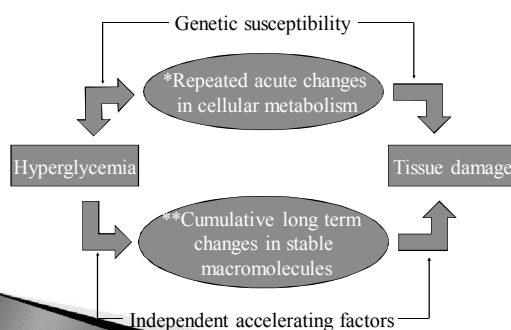 Genetic susceptibility
*Repeated acute changes
in cellular metabolism
Hyperglycemia
Tissue damage
**Cumulative long term
changes in stable
macromolecules
Independent accelerating factors